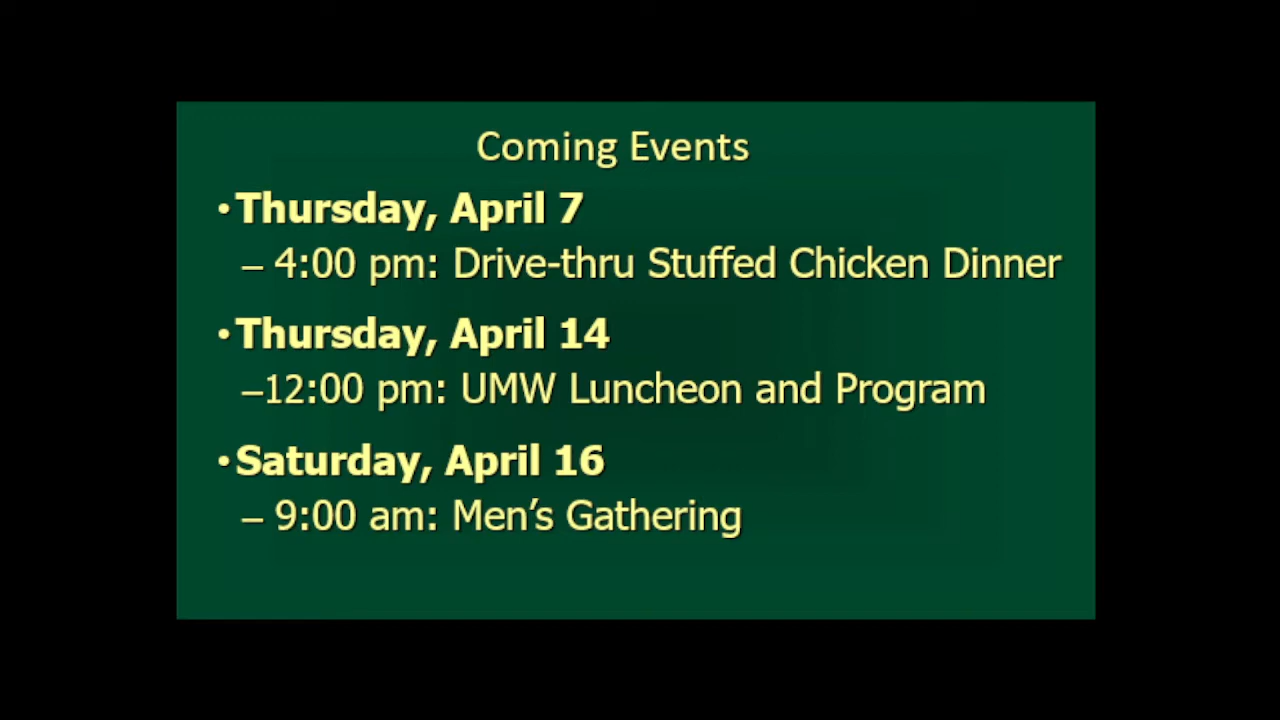 Coming Events
•Thursday, April 7
– 4:00 pm: Drive-thru Stuffed Chicken Dinner
•Thursday, April 14
–12:00 pm: UMW Luncheon and Program
•Saturday, April 16
– 9:00 am: Men’s Gathering